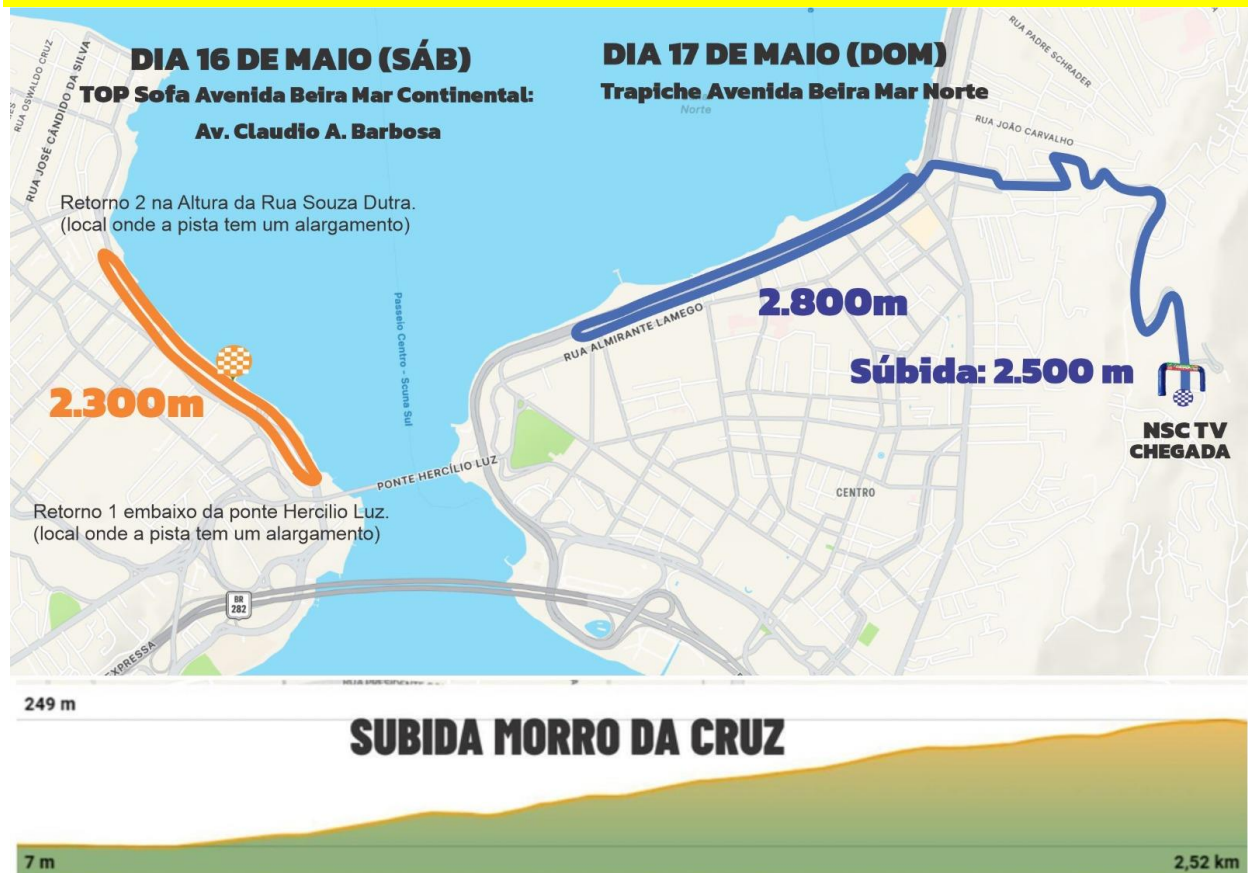 DIA 16 DE MAIO (SÁB)
TOP Sofa Avenida Beira Mar Continental:
Av. Claudio A. Barbosa
DIA 17 DE MAIO (DOM)
Trapiche Avenida Beira Mar Norte
Norte
RUA OSWALDO CRUZ
RUA JOSÉ CÂNDIDO DA SILVA
RUA PADRE SCHRADER
RUA JOÃO CARVALHO
Retorno 2 na Altura da Rua Souza Dutra.
(local onde a pista tem um alargamento)
2.300m
Passeio Centro - Scuna Sul
RUA ALMIRANTE LAMEGO
2.800m
Súbida: 2.500 m
NSC TV
CHEGADA
PONTE HERCÍLIO LUZ
CENTRO
Retorno 1 embaixo da ponte Hercilio Luz.
(local onde a pista tem um alargamento)
BR
282
EXPRESSA
249 m
SUBIDA MORRO DA CRUZ
7 m
2,52 km